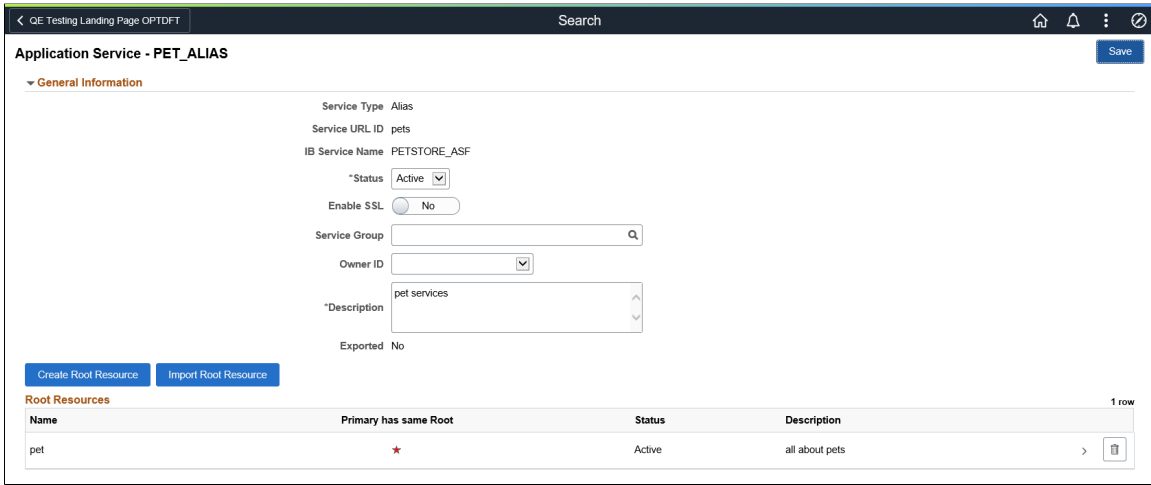 QE Testing Landing Page OPTDFT Search
Application Service - PET_ALIAS Save
General Information
Service Type Alias
Service URL ID pets
IB Service Name PETSTORE_ASF
*Status Active
Enable SSL No
Service Group
Owner ID
*Description pet services
Exported No
Create Root Resource Import Root Resource
Root Resources 1 row
Name Primary has same Root Status Description
pet Active all about pets